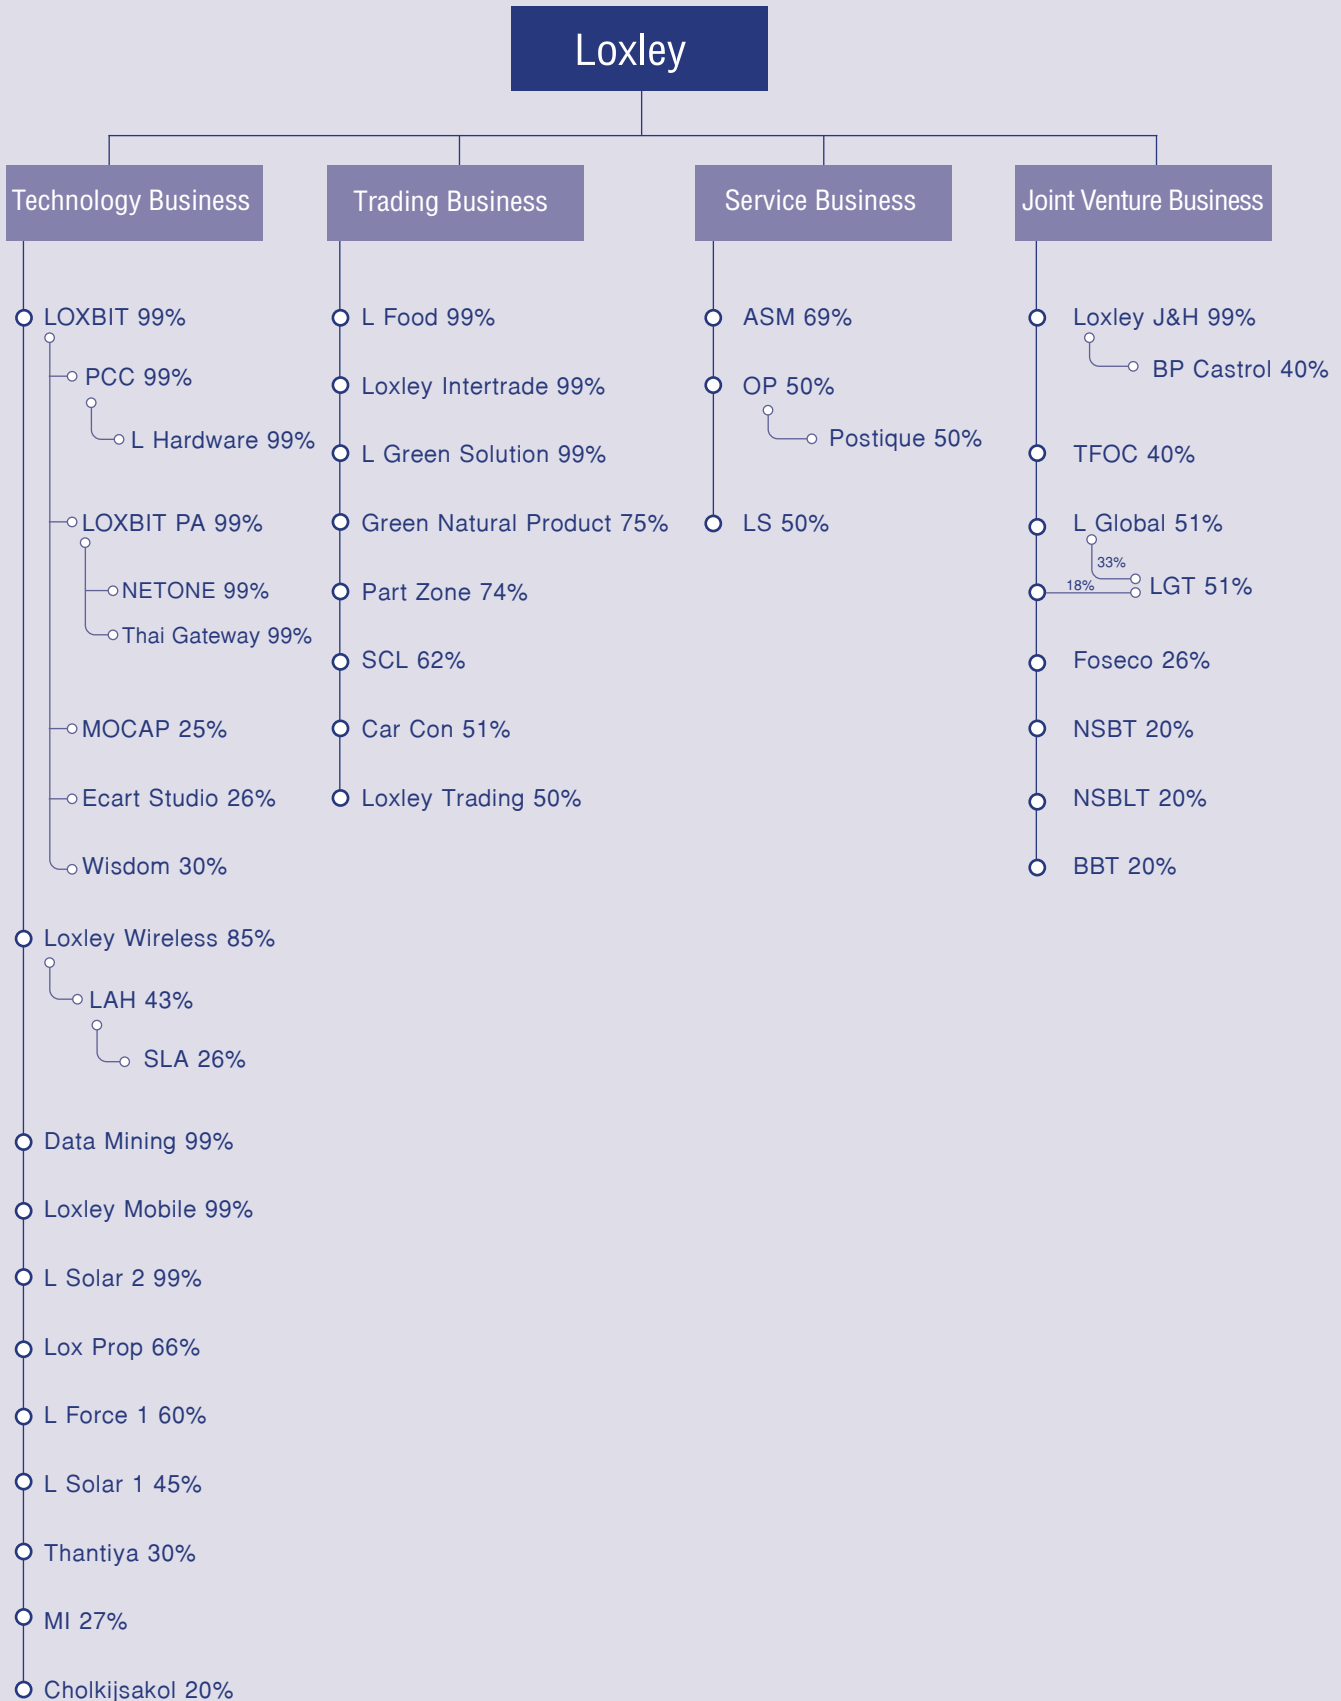 Loxley
Technology Business
LOXBIT 99%
PCC 99%
L Hardware 99%
LOXBIT PA 99%
NETONE 99%
Thai Gateway 99%
MOCAP 25%
Ecart Studio 26%
Wisdom 30%
Loxley Wireless 85%
LAH 43%
SLA 26%
Data Mining 99%
Loxley Mobile 99%
L Solar 2 99%
Lox Prop 66%
L Force 1 60%
L Solar 1 45%
Thantiya 30%
MI 27%
Cholkijsakol 20%
Trading Business
L Food 99%
Loxley Intertrade 99%
L Green Solution 99%
Green Natural Product 75%
Part Zone 74%
SCL 62%
Car Con 51%
Loxley Trading 50%
Service Business
ASM 69%
OP 50%
Postique 50%
LS 50%
Joint Venture Business
Loxley J&H 99%
BP Castrol 40%
TFOC 40%
L Global 51%
33%
18%
LGT 51%
Foseco 26%
NSBT 20%
NSBLT 20%
BBT 20%